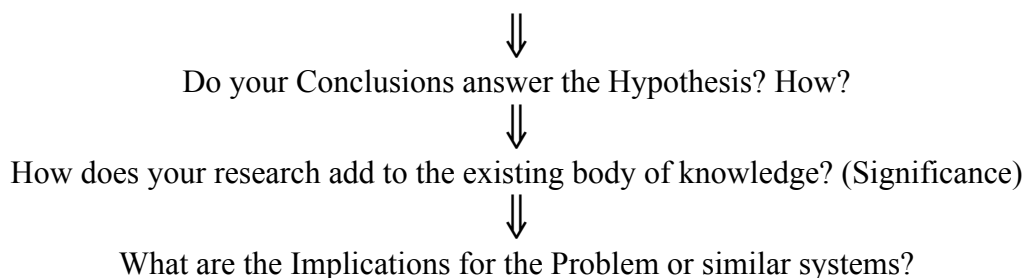 ⇓
Do your Conclusions answer the Hypothesis? How?
⇓
How does your research add to the existing body of knowledge? (Significance)
⇓
What are the Implications for the Problem or similar systems?